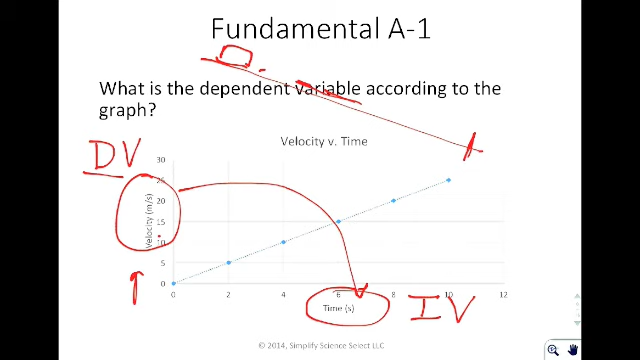 Fundamental A-1
What is the dependent variable according to the
graph?
DV
Velocity v. Time
30
25
20
15
10
5
0
Velocity (m/s)
0 2 4 6 8 10 12
Time (s)
IV
© 2014, Simplify Science Select LLC